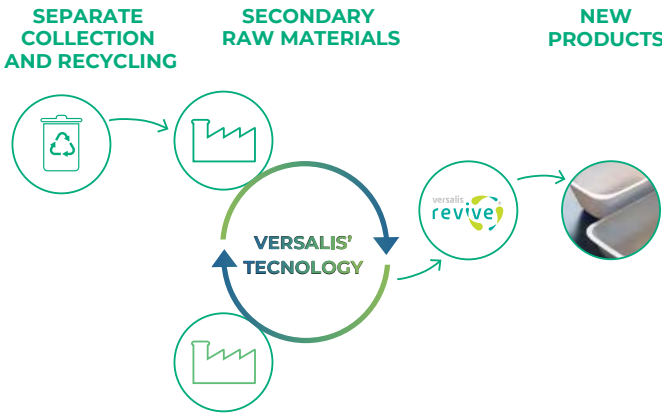 SEPARATE
COLLECTION
AND RECYCLING
SECONDARY
RAW MATERIALS
NEW
PRODUCTS
versalis
revive
VERSALIS'
TECNOLOGY